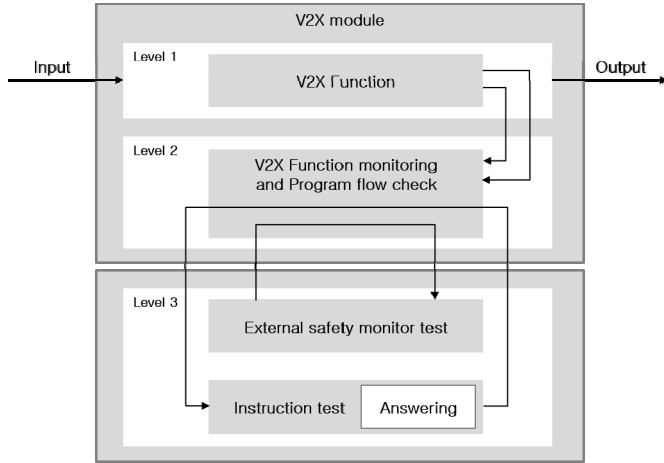 V2X module
Level 1
Input
V2X Function
Output
Level 2
V2X Function monitoring
and Program flow check
Level 3
External safety monitor test
Instruction test
Answering